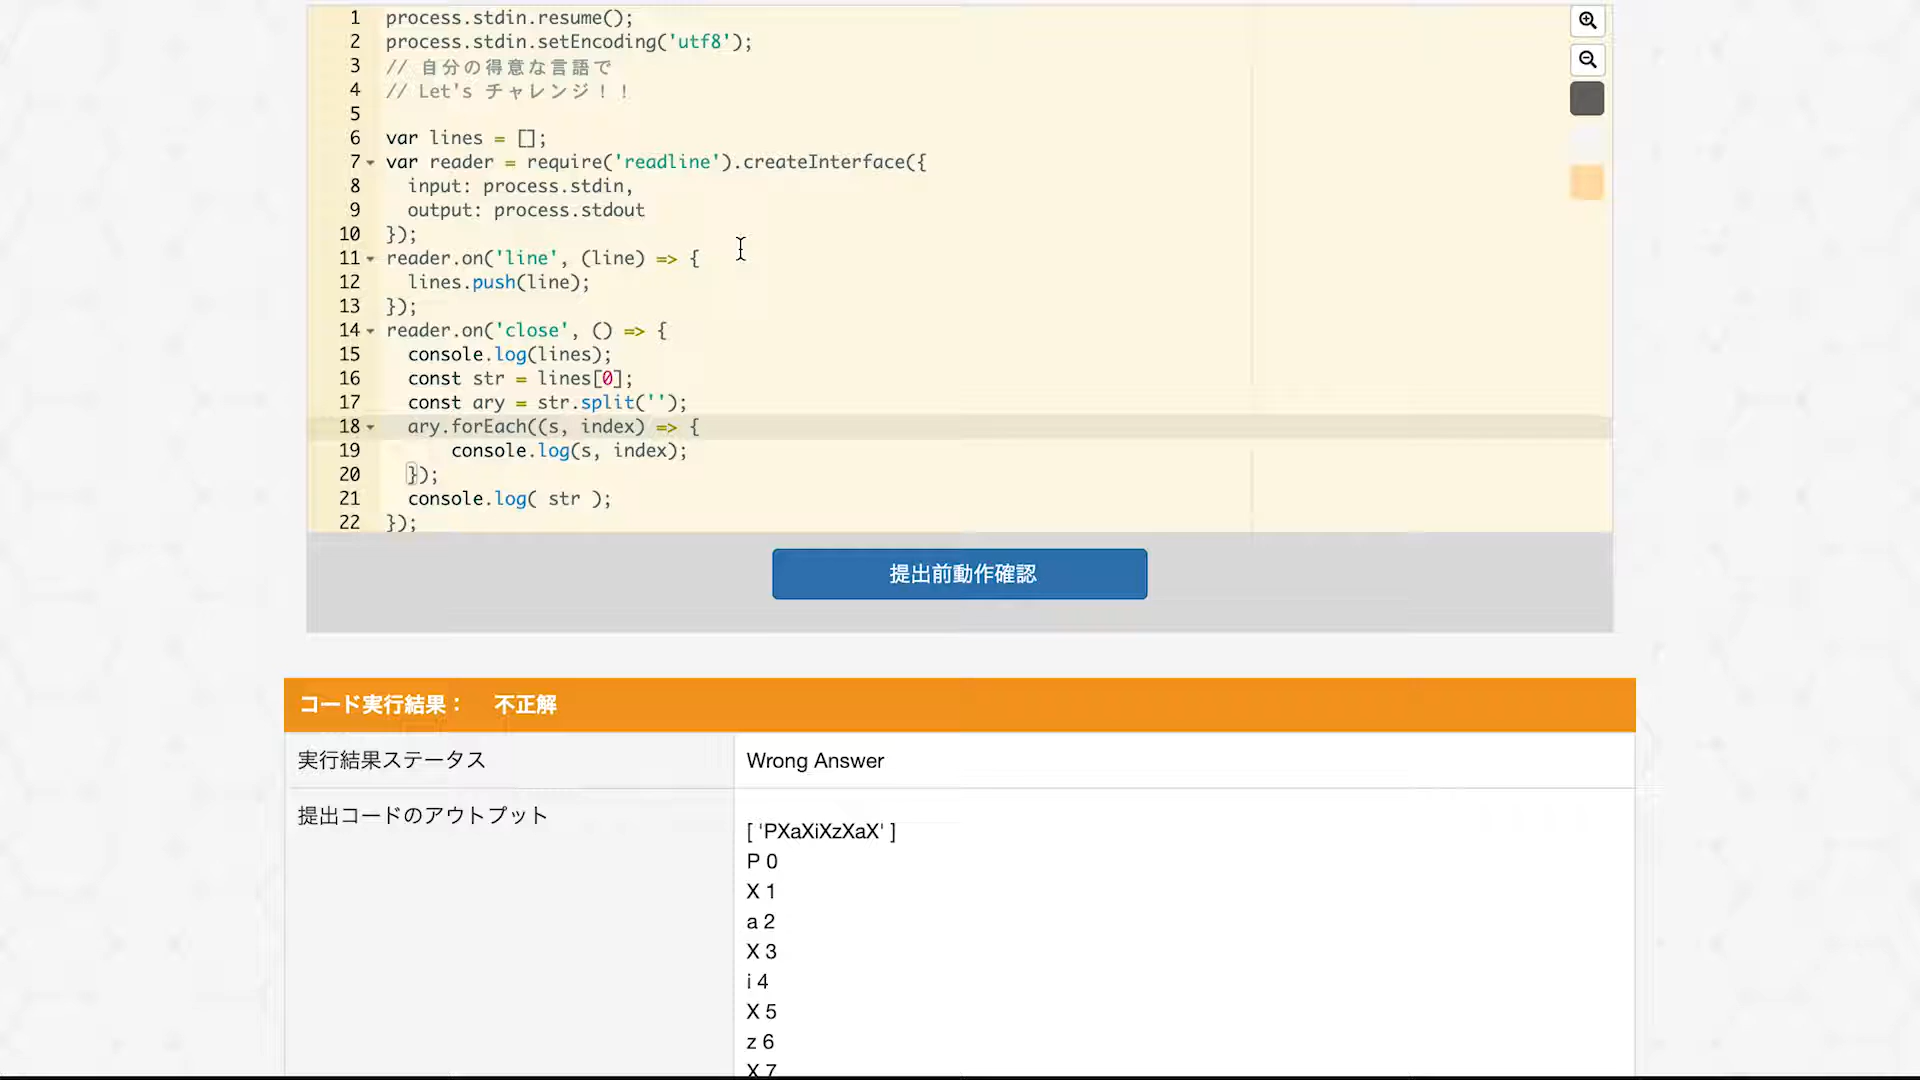 1 process.stdin.resume();
2 process.stdin.setEncoding('utf8');
3 // 自分の得意な言語で
4 // Let's チャレンジ！！
5
6 var lines = [];
7 var reader = require('readline').createInterface({
8 input: process.stdin,
9 output: process.stdout
10 });
11 reader.on('line', (line) => {
12 lines.push(line);
13 });
14 reader.on('close', () => {
15 console.log(lines);
16 const str = lines[0];
17 const ary = str.split('');
18 ary.forEach((s, index) => {
19 console.log(s, index);
20 });
21 console.log( str );
22 });
提出前動作確認
コード実行結果： 不正解
実行結果ステータス Wrong Answer
提出コードのアウトプット
[ 'PXaXiXzXaX' ]
P 0
X 1
a 2
X 3
i 4
X 5
z 6
X 7